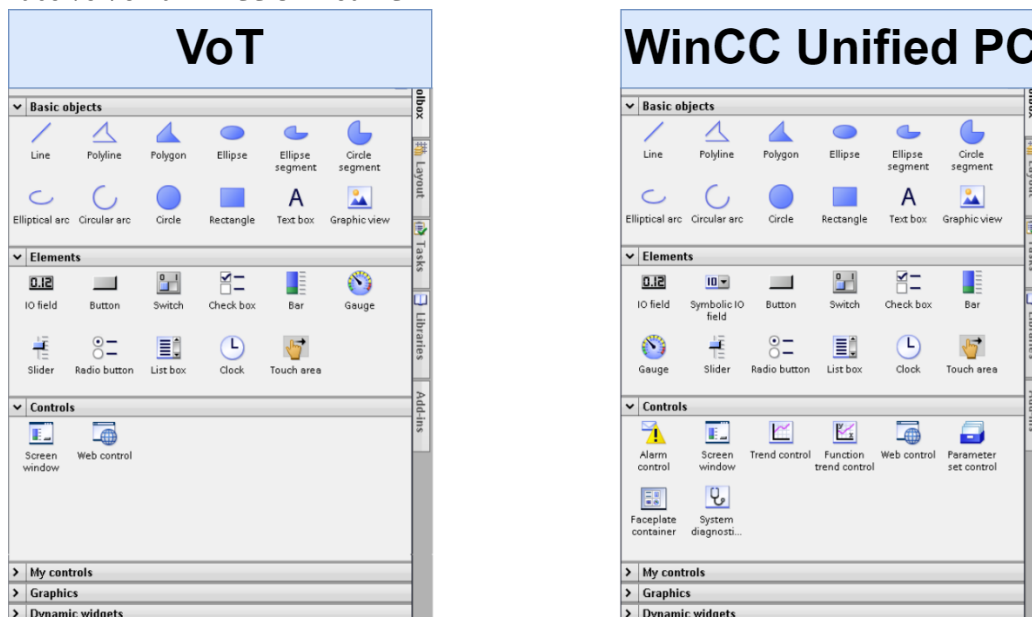 VoT
Basic objects
Line Polyline Polygon Ellipse Ellipse segment Circle segment
Elliptical arc Circular arc Circle Rectangle Text box Graphic view
Elements
IO field Button Switch Check box Bar Gauge
Slider Radio button List box Clock Touch area
Controls
Screen window Web control
My controls
Graphics
Dynamic widgets
olbox
Layout
Tasks
Libraries
Add-ins
WinCC Unified PC
Basic objects
Line Polyline Polygon Ellipse Ellipse segment Circle segment
Elliptical arc Circular arc Circle Rectangle Text box Graphic view
Elements
IO field Symbolic IO field Button Switch Check box Bar
Gauge Slider Radio button List box Clock Touch area
Controls
Alarm control Screen window Trend control Function trend control Web control Parameter set control
Faceplate container System diagnosti...
My controls
Graphics
Dynamic widgets